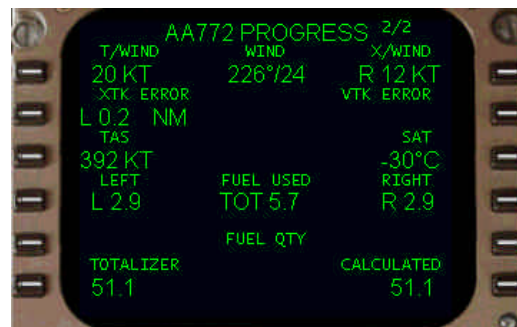 AA772 PROGRESS 2/2
T/WIND WIND X/WIND
20 KT 226°/24 R 12 KT
XTK ERROR VTK ERROR
L 0.2 NM
TAS SAT
392 KT -30°C
LEFT FUEL USED RIGHT
L 2.9 TOT 5.7 R 2.9
FUEL QTY
TOTALIZER CALCULATED
51.1 51.1